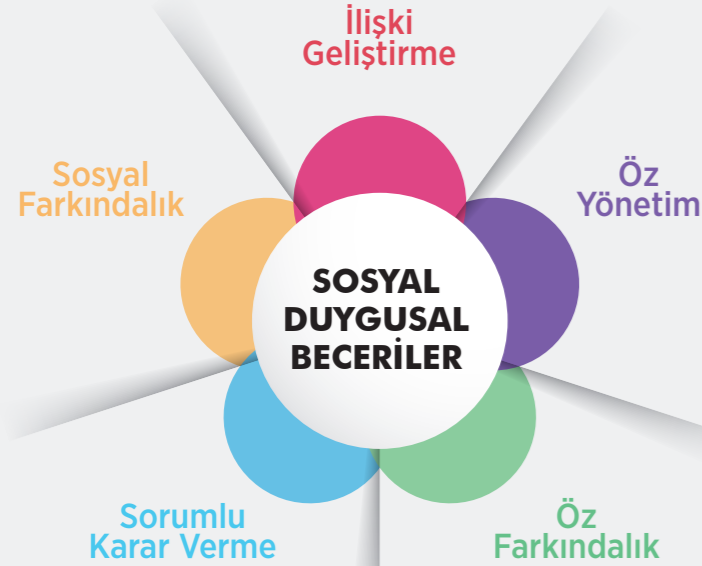 İlişki
Geliştirme
Sosyal
Farkındalık
Öz
Yönetim
SOSYAL
DUYGUSAL
BECERİLER
Sorumlu
Karar Verme
Öz
Farkındalık